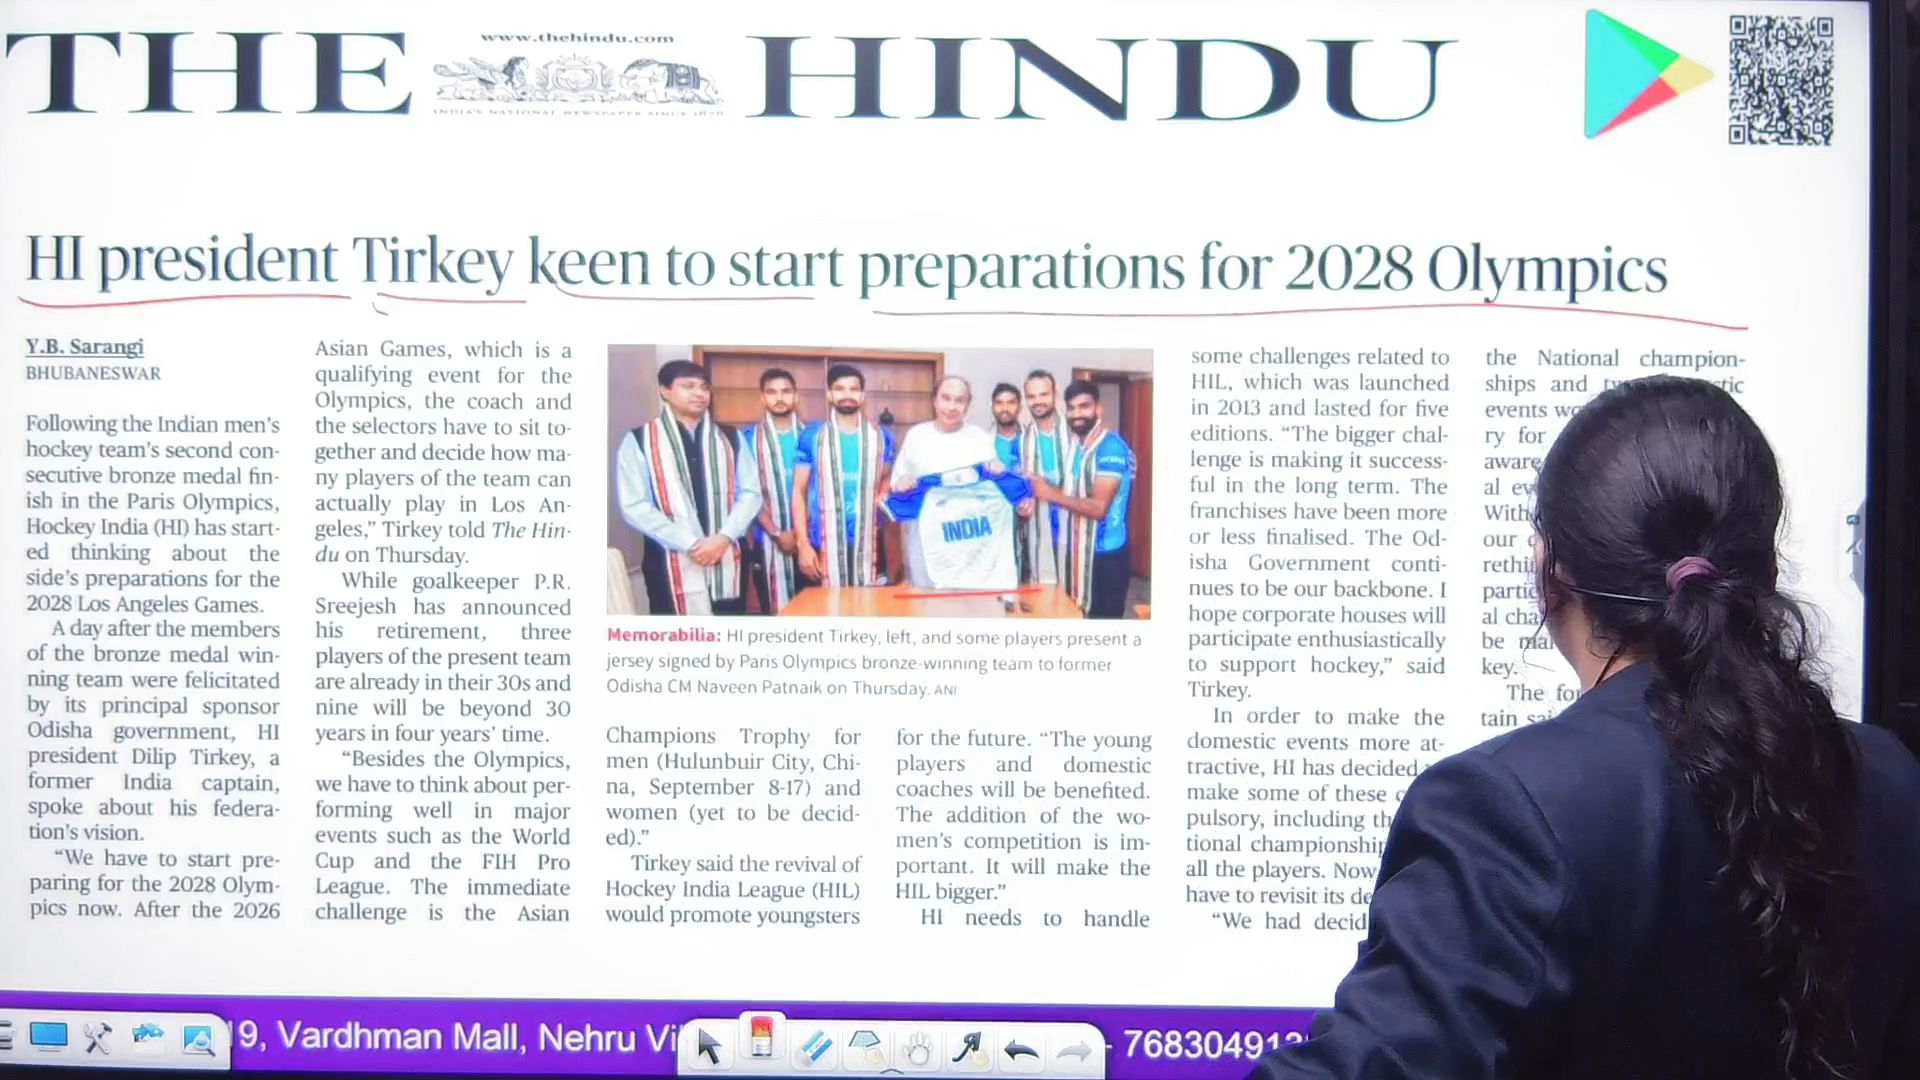 www.thehindu.com
THE HINDU
INDIA'S NATIONAL NEWSPAPER SINCE 1878
HI president Tirkey keen to start preparations for 2028 Olympics
Y.B. Sarangi
BHUBANESWAR
Following the Indian men's
hockey team's second con-
secutive bronze medal fin-
ish in the Paris Olympics,
Hockey India (HI) has start-
ed thinking about the
side's preparations for the
2028 Los Angeles Games.
A day after the members
of the bronze medal win-
ning team were felicitated
by its principal sponsor
Odisha government, HI
president Dilip Tirkey, a
former India captain,
spoke about his federa-
tion's vision.
"We have to start pre-
paring for the 2028 Olym-
pics now. After the 2026
Asian Games, which is a
qualifying event for the
Olympics, the coach and
the selectors have to sit to-
gether and decide how ma-
ny players of the team can
actually play in Los An-
geles," Tirkey told The Hin-
du on Thursday.
While goalkeeper P.R.
Sreejesh has announced
his retirement, three
players of the present team
are already in their 30s and
nine will be beyond 30
years in four years' time.
"Besides the Olympics,
we have to think about per-
forming well in major
events such as the World
Cup and the FIH Pro
League. The immediate
challenge is the Asian
INDIA
Memorabilia: HI president Tirkey, left, and some players present a
jersey signed by Paris Olympics bronze-winning team to former
Odisha CM Naveen Patnaik on Thursday. ANI
Champions Trophy for
men (Hulunbuir City, Chi-
na, September 8-17) and
women (yet to be decid-
ed)."
Tirkey said the revival of
Hockey India League (HIL)
would promote youngsters
for the future. "The young
players and domestic
coaches will be benefited.
The addition of the wo-
men's competition is im-
portant. It will make the
HIL bigger."
HI needs to handle
some challenges related to
HIL, which was launched
in 2013 and lasted for five
editions. "The bigger chal-
lenge is making it success-
ful in the long term. The
franchises have been more
or less finalised. The Od-
isha Government conti-
nues to be our backbone. I
hope corporate houses will
participate enthusiastically
to support hockey," said
Tirkey.
In order to make the
domestic events more at-
tractive, HI has decided
make some of these
pulsory, including
tional championship
all the players. Now
have to revisit its
"We had
the National champion-
ships and
events
ry for
aware
With
our
be
key.
The
tain
19, Vardhman Mall, Nehru